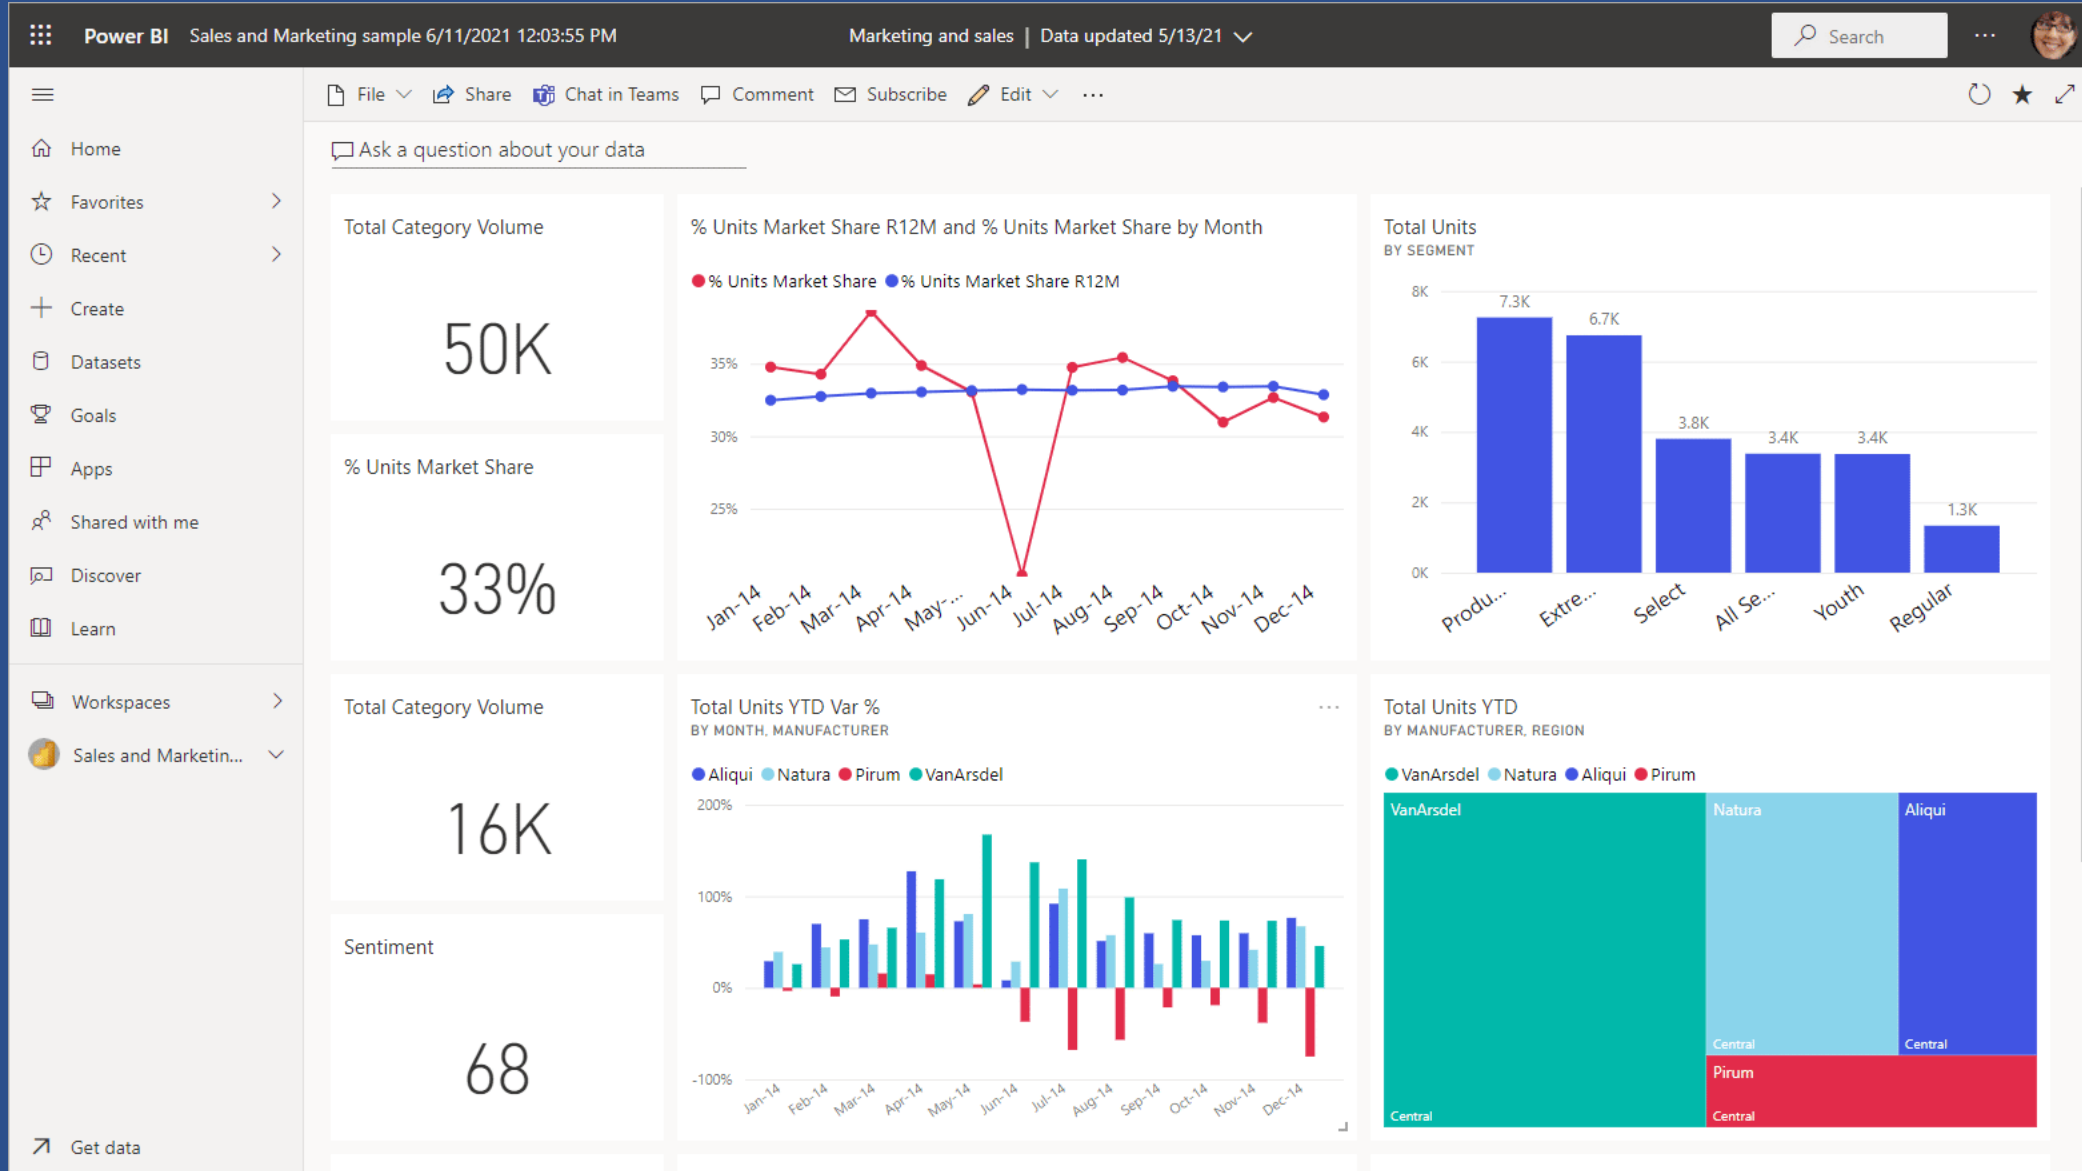 Power BI Sales and Marketing sample 6/11/2021 12:03:55 PM Marketing and sales | Data updated 5/13/21 Search
File Share Chat in Teams Comment Subscribe Edit
Ask a question about your data
Home
Favorites
Recent
Create
Datasets
Goals
Apps
Shared with me
Discover
Learn
Workspaces
Sales and Marketin...
Get data
Total Category Volume
50K
% Units Market Share
33%
Total Category Volume
16K
Sentiment
68
% Units Market Share R12M and % Units Market Share by Month
% Units Market Share % Units Market Share R12M
35%
30%
25%
Jan-14 Feb-14 Mar-14 Apr-14 May-... Jun-14 Jul-14 Aug-14 Sep-14 Oct-14 Nov-14 Dec-14
Total Units
BY SEGMENT
8K
6K
4K
2K
0K
7.3K 6.7K 3.8K 3.4K 3.4K 1.3K
Produ... Extre... Select All Se... Youth Regular
Total Units YTD Var %
BY MONTH, MANUFACTURER
Aliqui Natura Pirum VanArsdel
200%
100%
0%
-100%
Jan-14 Feb-14 Mar-14 Apr-14 May-14 Jun-14 Jul-14 Aug-14 Sep-14 Oct-14 Nov-14 Dec-14
Total Units YTD
BY MANUFACTURER, REGION
VanArsdel Natura Aliqui Pirum
VanArsdel
Central
Natura
Central
Aliqui
Central
Pirum
Central